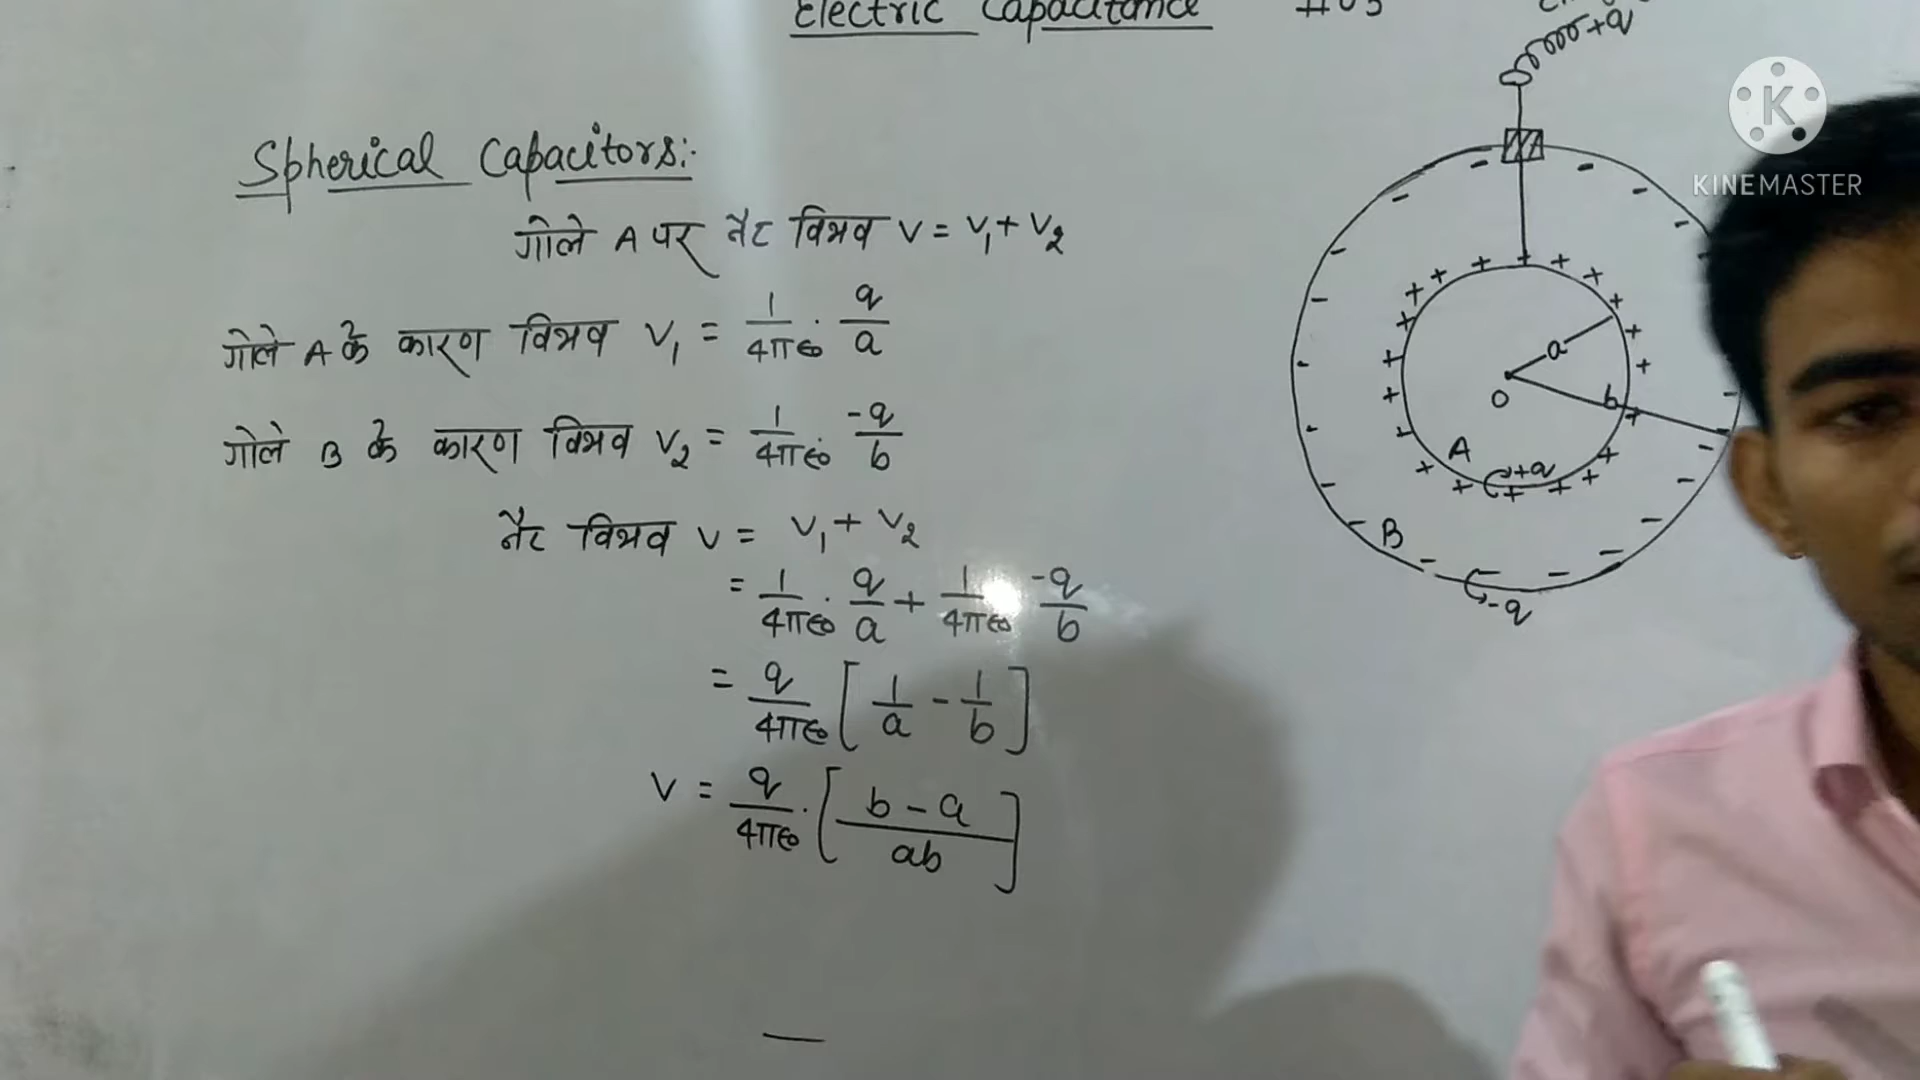 Electric Capacitance #03
Spherical Capacitors:-
गोले A पर नैट विभव V = V₁ + V₂
गोले A के कारण विभव V₁ = 1/4πε₀ · q/a
गोले B के कारण विभव V₂ = 1/4πε₀ · -q/b
नैट विभव V = V₁ + V₂
= 1/4πε₀ · q/a + 1/4πε₀ -q/b
= q/4πε₀ [1/a - 1/b]
V = q/4πε₀ · [b - a/ab]
+q
a
O
b
A
+q
B
-q
K
KINEMASTER